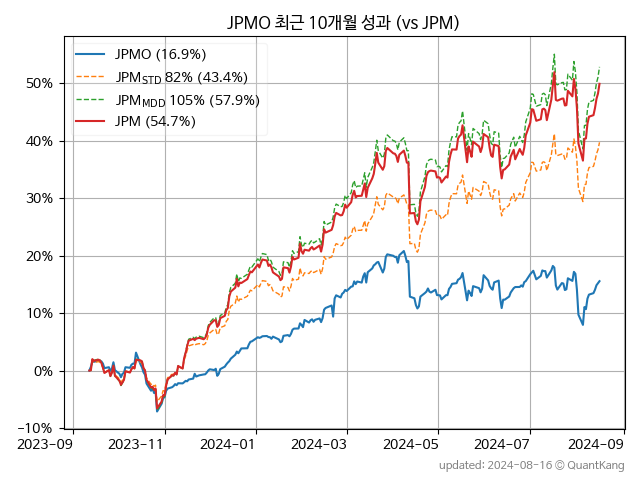 JPMO 최근 10개월 성과 (vs JPM)
JPMO (16.9%)
JPM_STD 82% (43.4%)
JPM_MDD 105% (57.9%)
JPM (54.7%)
50%
40%
30%
20%
10%
0%
−10%
2023-09 2023-11 2024-01 2024-03 2024-05 2024-07 2024-09
updated: 2024-08-16 © QuantKang